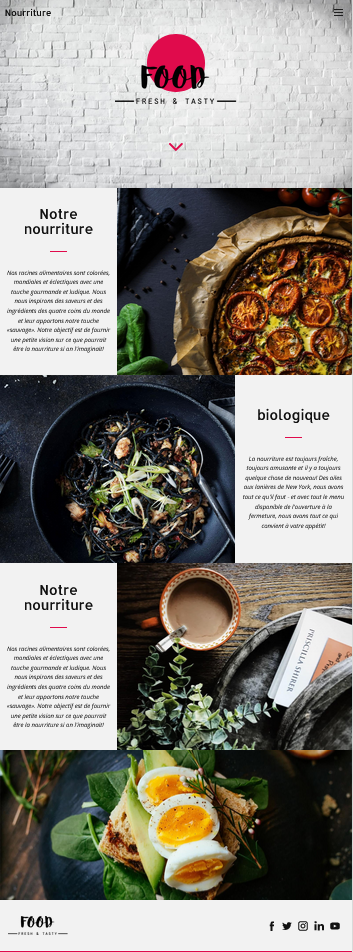 Nourriture
FOOD
FRESH & TASTY
Notre
nourriture
Nos racines alimentaires sont colorées,
mondiales et éclectiques avec une
touche gourmande et ludique. Nous
nous inspirons des saveurs et des
ingrédients des quatre coins du monde
et leur apportons notre touche
«sauvage». Notre objectif est de fournir
une petite vision sur ce que pourrait
être la nourriture si on l'imaginait!
biologique
La nourriture est toujours fraîche,
toujours amusante et il y a toujours
quelque chose de nouveau! Des ailes
aux lanières de New York, nous avons
tout ce qu'il faut - et avec tout le menu
disponible de l'ouverture à la
fermeture, nous avons tout ce qui
convient à votre appétit!
Notre
nourriture
Nos racines alimentaires sont colorées,
mondiales et éclectiques avec une
touche gourmande et ludique. Nous
nous inspirons des saveurs et des
ingrédients des quatre coins du monde
et leur apportons notre touche
«sauvage». Notre objectif est de fournir
une petite vision sur ce que pourrait
être la nourriture si on l'imaginait!
PRISCILLA SHIRER
FOOD
FRESH & TASTY